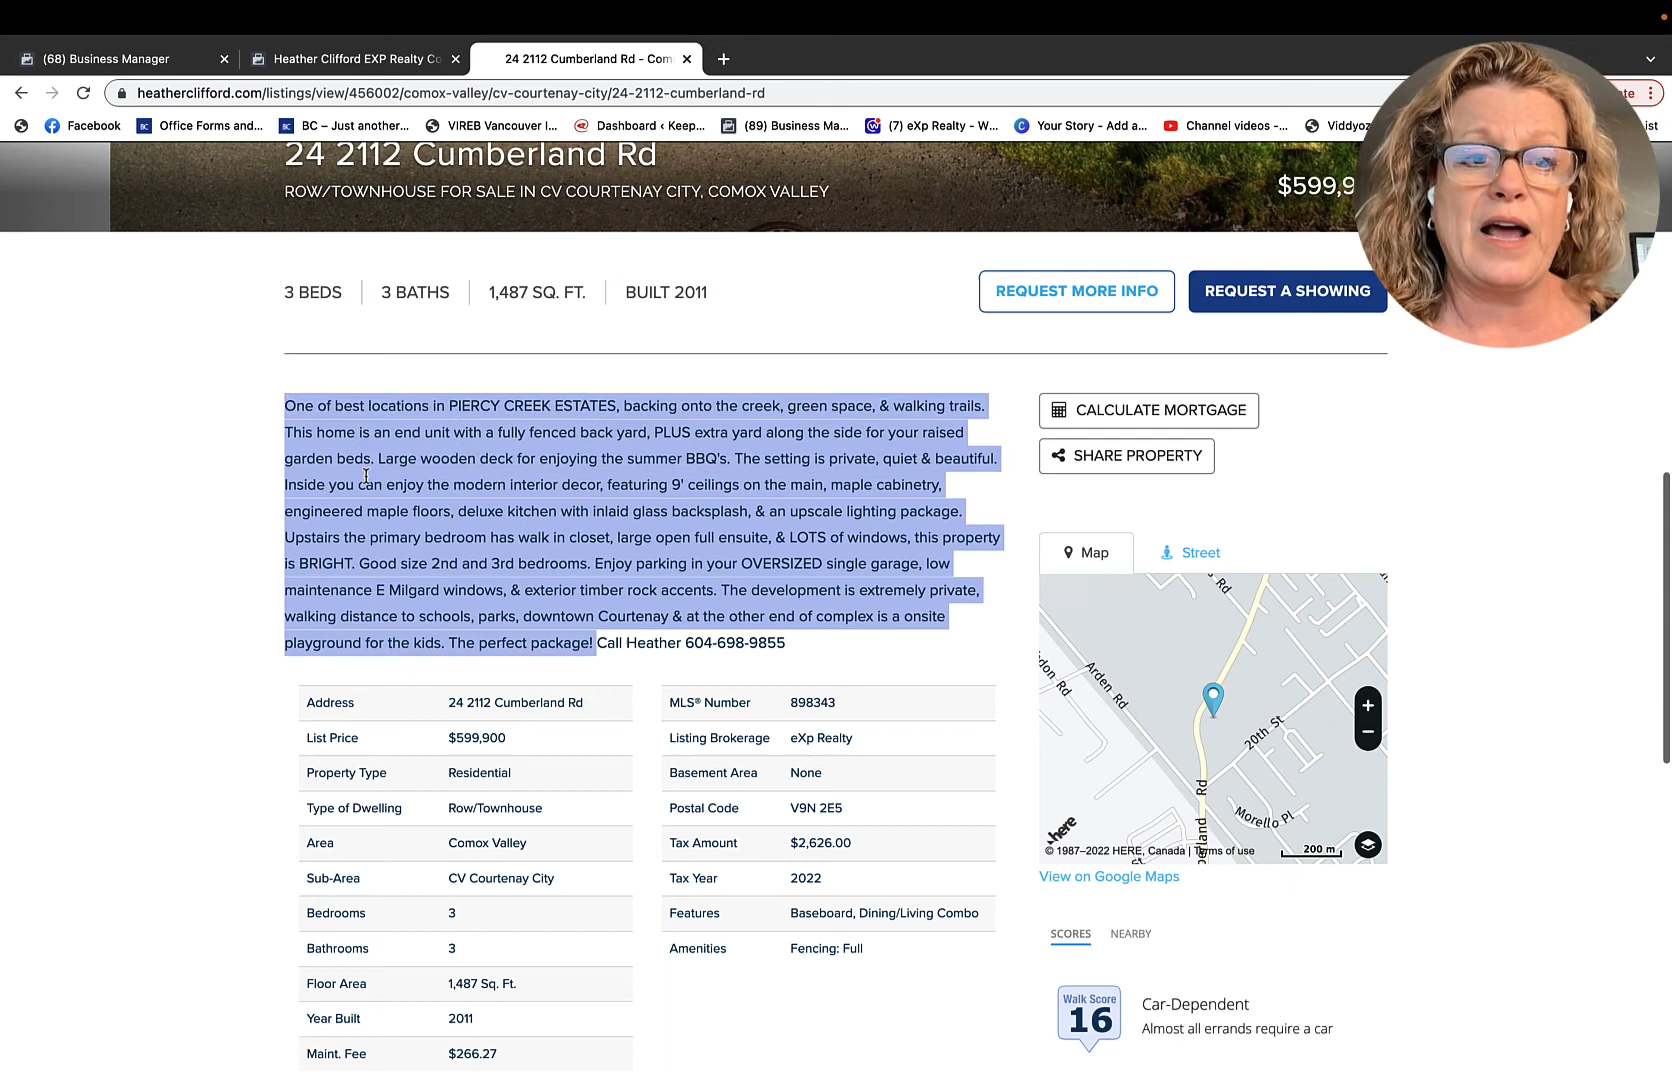 (68) Business Manager
Heather Clifford EXP Realty Co
24 2112 Cumberland Rd - Com
heatherclifford.com/listings/view/456002/comox-valley/cv-courtenay-city/24-2112-cumberland-rd
Facebook
Office Forms and...
BC – Just another...
VIREB Vancouver I...
Dashboard ‹ Keep...
(89) Business Ma...
(7) eXp Realty - W...
Your Story - Add a...
Channel videos -...
Viddyoz
24 2112 Cumberland Rd
ROW/TOWNHOUSE FOR SALE IN CV COURTENAY CITY, COMOX VALLEY
$599,9
3 BEDS
3 BATHS
1,487 SQ. FT.
BUILT 2011
REQUEST MORE INFO
REQUEST A SHOWING
One of best locations in PIERCY CREEK ESTATES, backing onto the creek, green space, & walking trails.
This home is an end unit with a fully fenced back yard, PLUS extra yard along the side for your raised
garden beds. Large wooden deck for enjoying the summer BBQ's. The setting is private, quiet & beautiful.
Inside you can enjoy the modern interior decor, featuring 9' ceilings on the main, maple cabinetry,
engineered maple floors, deluxe kitchen with inlaid glass backsplash, & an upscale lighting package.
Upstairs the primary bedroom has walk in closet, large open full ensuite, & LOTS of windows, this property
is BRIGHT. Good size 2nd and 3rd bedrooms. Enjoy parking in your OVERSIZED single garage, low
maintenance E Milgard windows, & exterior timber rock accents. The development is extremely private,
walking distance to schools, parks, downtown Courtenay & at the other end of complex is a onsite
playground for the kids. The perfect package! Call Heather 604-698-9855
CALCULATE MORTGAGE
SHARE PROPERTY
Map
Street
Arden Rd
20th St
Morello Pl
Rd
here
200 m
© 1987–2022 HERE, Canada | Terms of use
View on Google Maps
SCORES
NEARBY
Walk Score
16
Car-Dependent
Almost all errands require a car
Address 24 2112 Cumberland Rd
List Price $599,900
Property Type Residential
Type of Dwelling Row/Townhouse
Area Comox Valley
Sub-Area CV Courtenay City
Bedrooms 3
Bathrooms 3
Floor Area 1,487 Sq. Ft.
Year Built 2011
Maint. Fee $266.27
MLS® Number 898343
Listing Brokerage eXp Realty
Basement Area None
Postal Code V9N 2E5
Tax Amount $2,626.00
Tax Year 2022
Features Baseboard, Dining/Living Combo
Amenities Fencing: Full